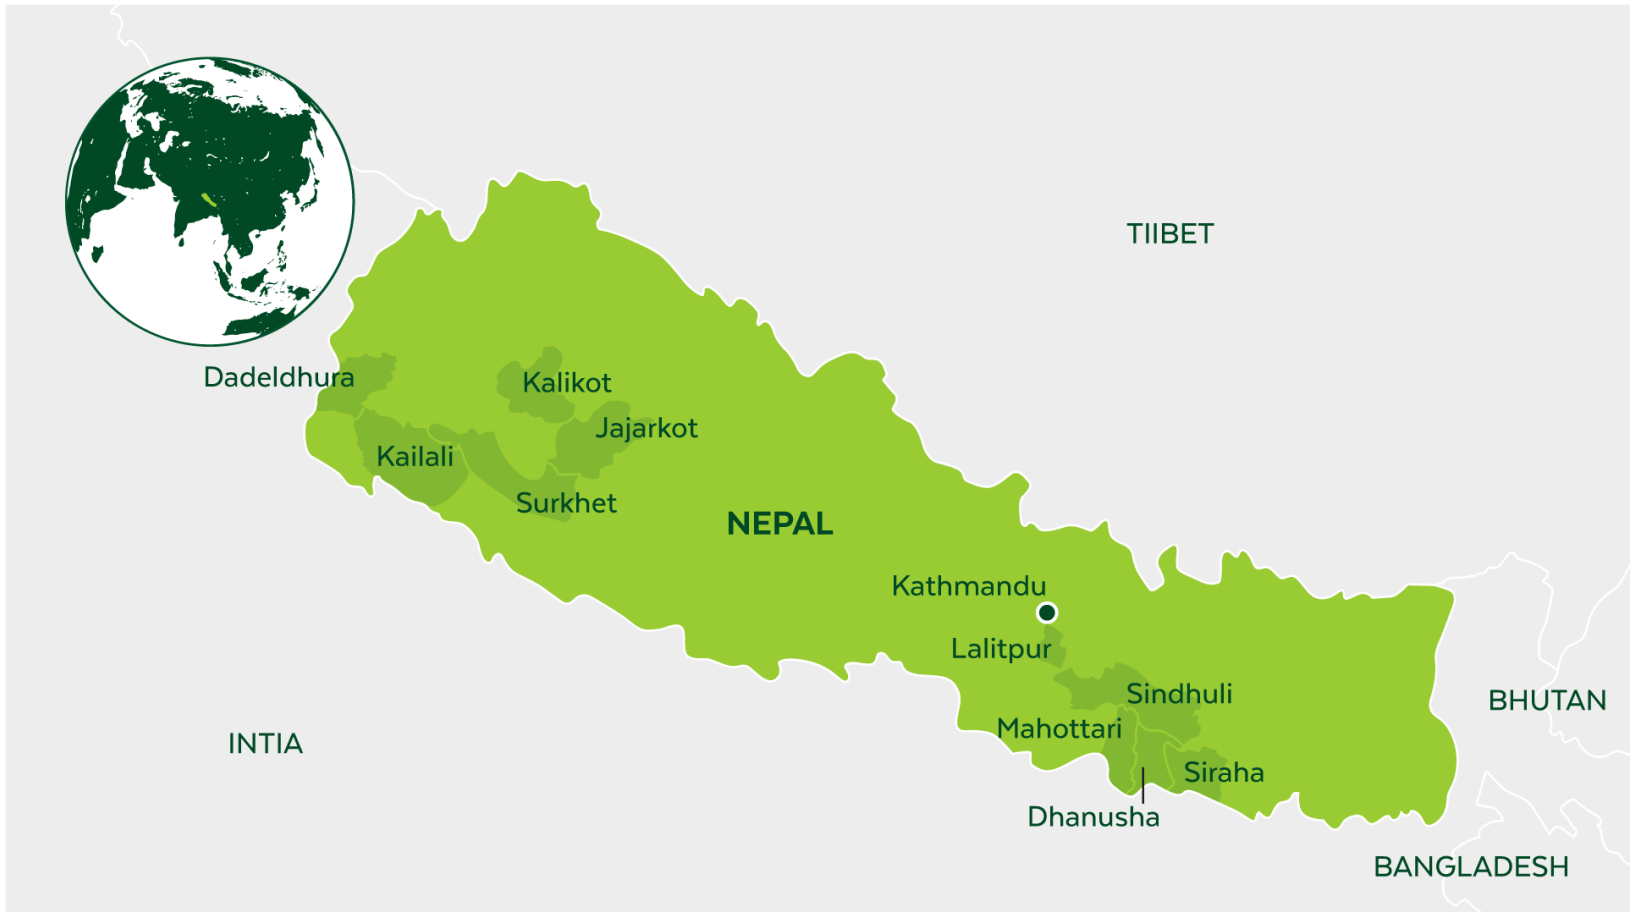 TIIBET
Dadeldhura
Kalikot
Jajarkot
Kailali
Surkhet
NEPAL
Kathmandu
Lalitpur
Sindhuli
BHUTAN
Mahottari
INTIA
Siraha
Dhanusha
BANGLADESH